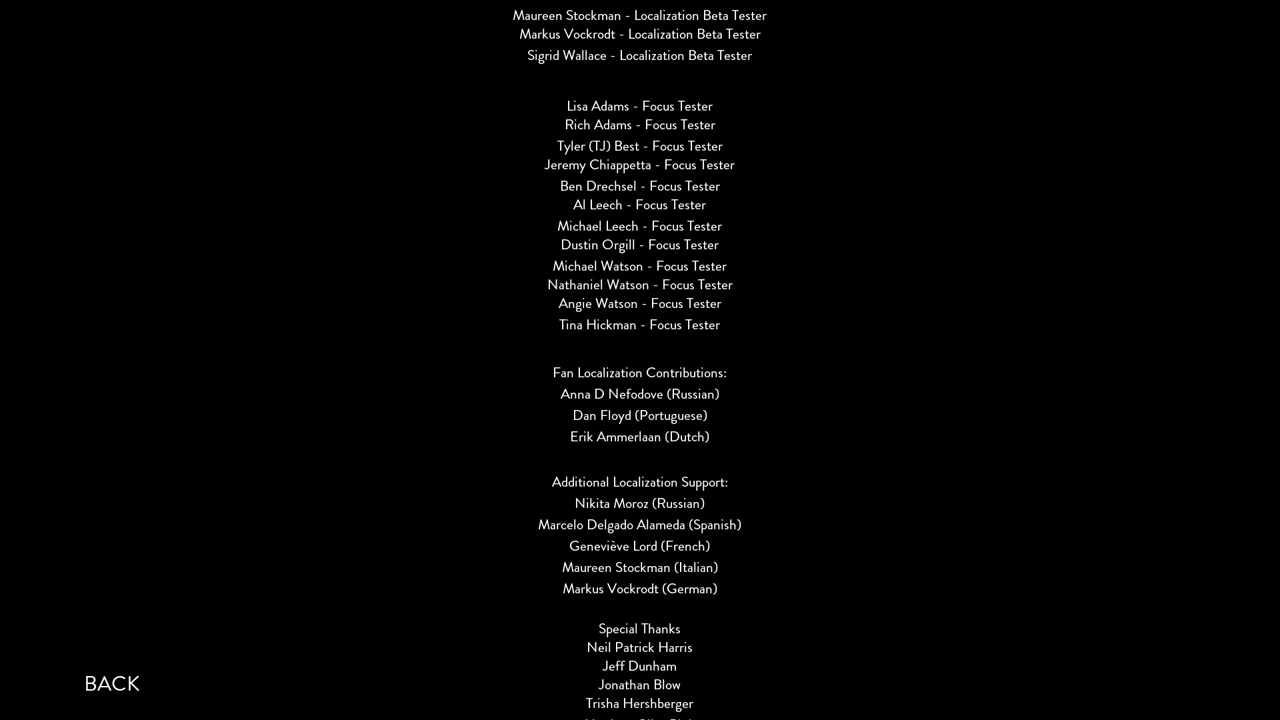 Maureen Stockman - Localization Beta Tester
Markus Vockrodt - Localization Beta Tester
Sigrid Wallace - Localization Beta Tester
Lisa Adams - Focus Tester
Rich Adams - Focus Tester
Tyler (TJ) Best - Focus Tester
Jeremy Chiappetta - Focus Tester
Ben Drechsel - Focus Tester
Al Leech - Focus Tester
Michael Leech - Focus Tester
Dustin Orgill - Focus Tester
Michael Watson - Focus Tester
Nathaniel Watson - Focus Tester
Angie Watson - Focus Tester
Tina Hickman - Focus Tester
Fan Localization Contributions:
Anna D Nefodove (Russian)
Dan Floyd (Portuguese)
Erik Ammerlaan (Dutch)
Additional Localization Support:
Nikita Moroz (Russian)
Marcelo Delgado Alameda (Spanish)
Geneviève Lord (French)
Maureen Stockman (Italian)
Markus Vockrodt (German)
Special Thanks
Neil Patrick Harris
Jeff Dunham
Jonathan Blow
Trisha Hershberger
BACK